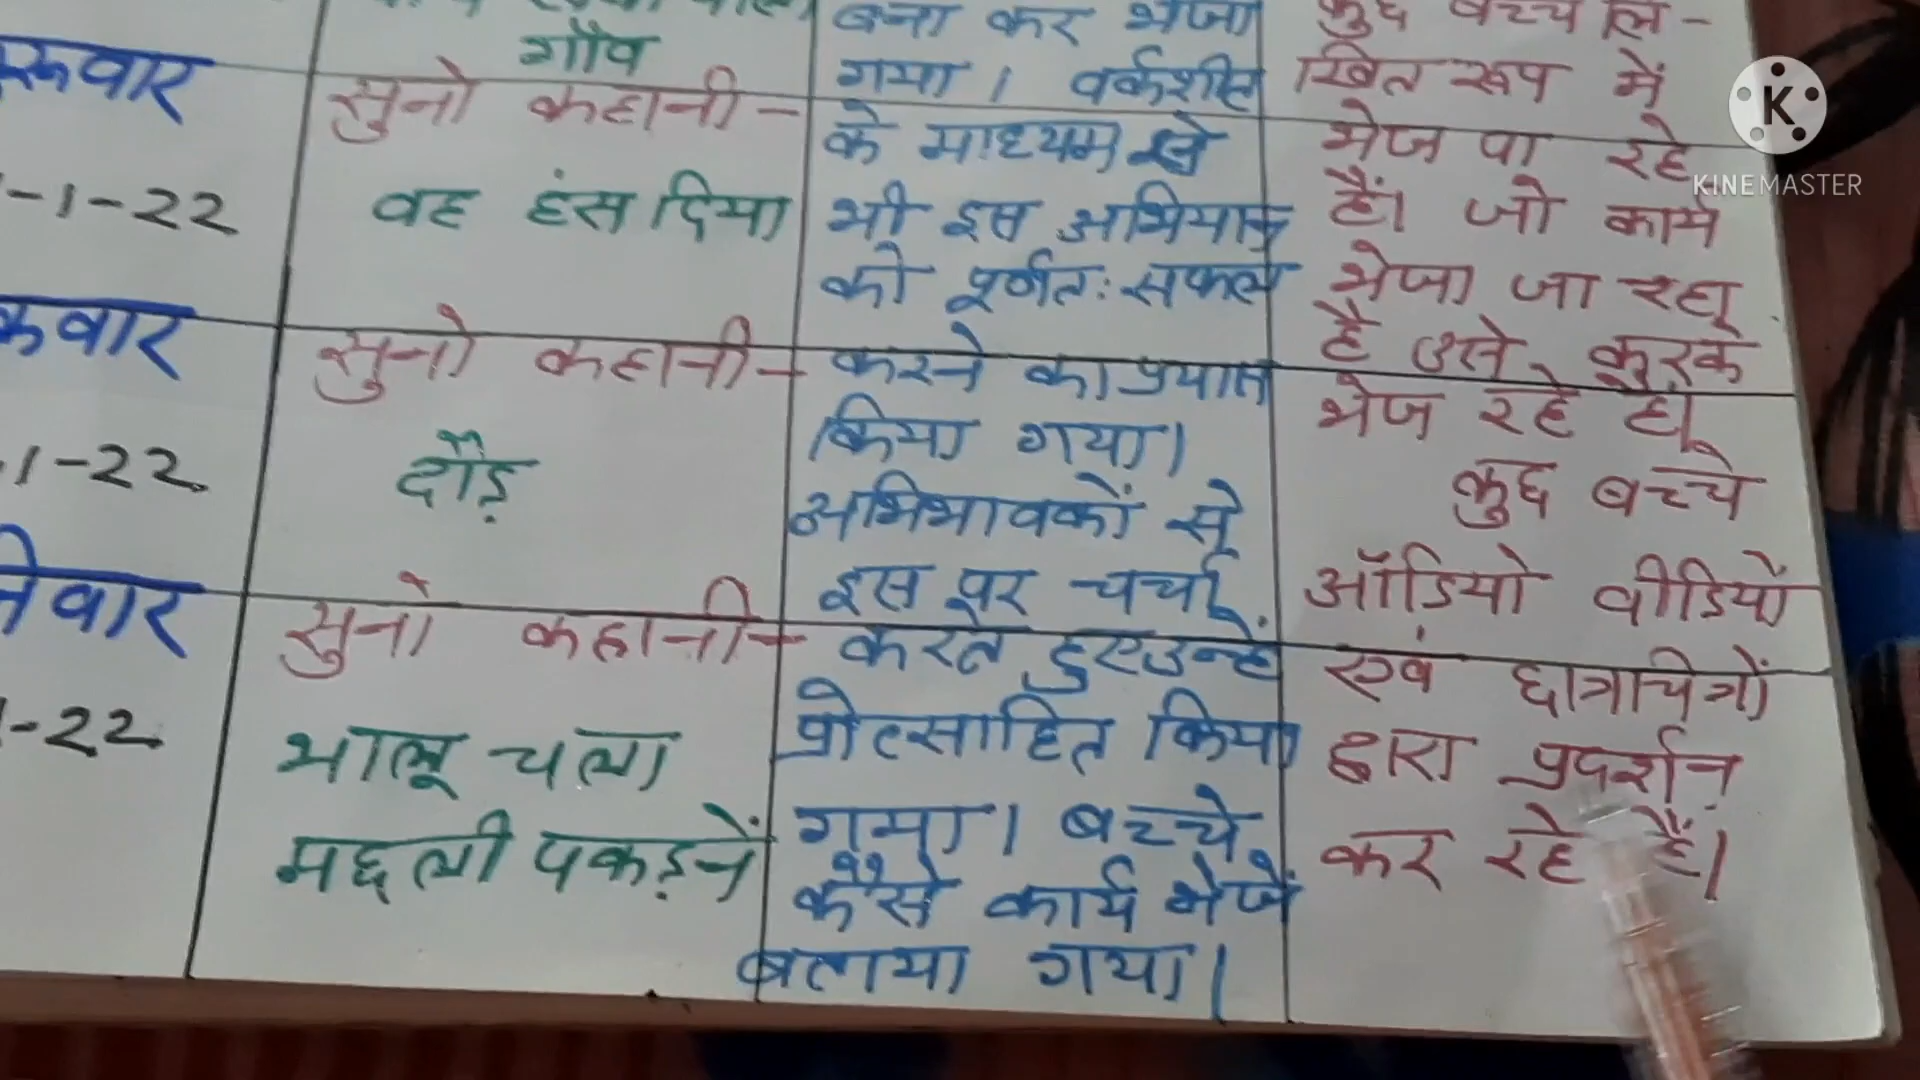 गाँव
रूवार
-1-22
सुनो कहानी-
वह हंस दिया
कवार
.1-22
सुनो कहानी-
दौड़
नेवार
1-22
सुनो कहानी-
भालू चला
मछली पकड़नें
बना कर भेजा
गया। वर्कशीट
के माध्यम से
भी इस अभियान
को पूर्णत: सफल
करने का प्रयास
किया गया।
अभिभावकों से
इस पर चर्चा
करते हुए उन्हें
प्रोत्साहित किया
गया। बच्चे
कैसे कार्य भेजें
बताया गया।
कुछ बच्चे लि-
खित रूप में
भेज पा रहे
हैं। जो कार्य
भेजा जा रहा
है उसे करके
भेज रहे हैं
कुछ बच्चे
ऑडियो वीडियों
एवं छात्राचित्रों
द्वारा प्रदर्शन
कर रहे हैं।
K
KINEMASTER